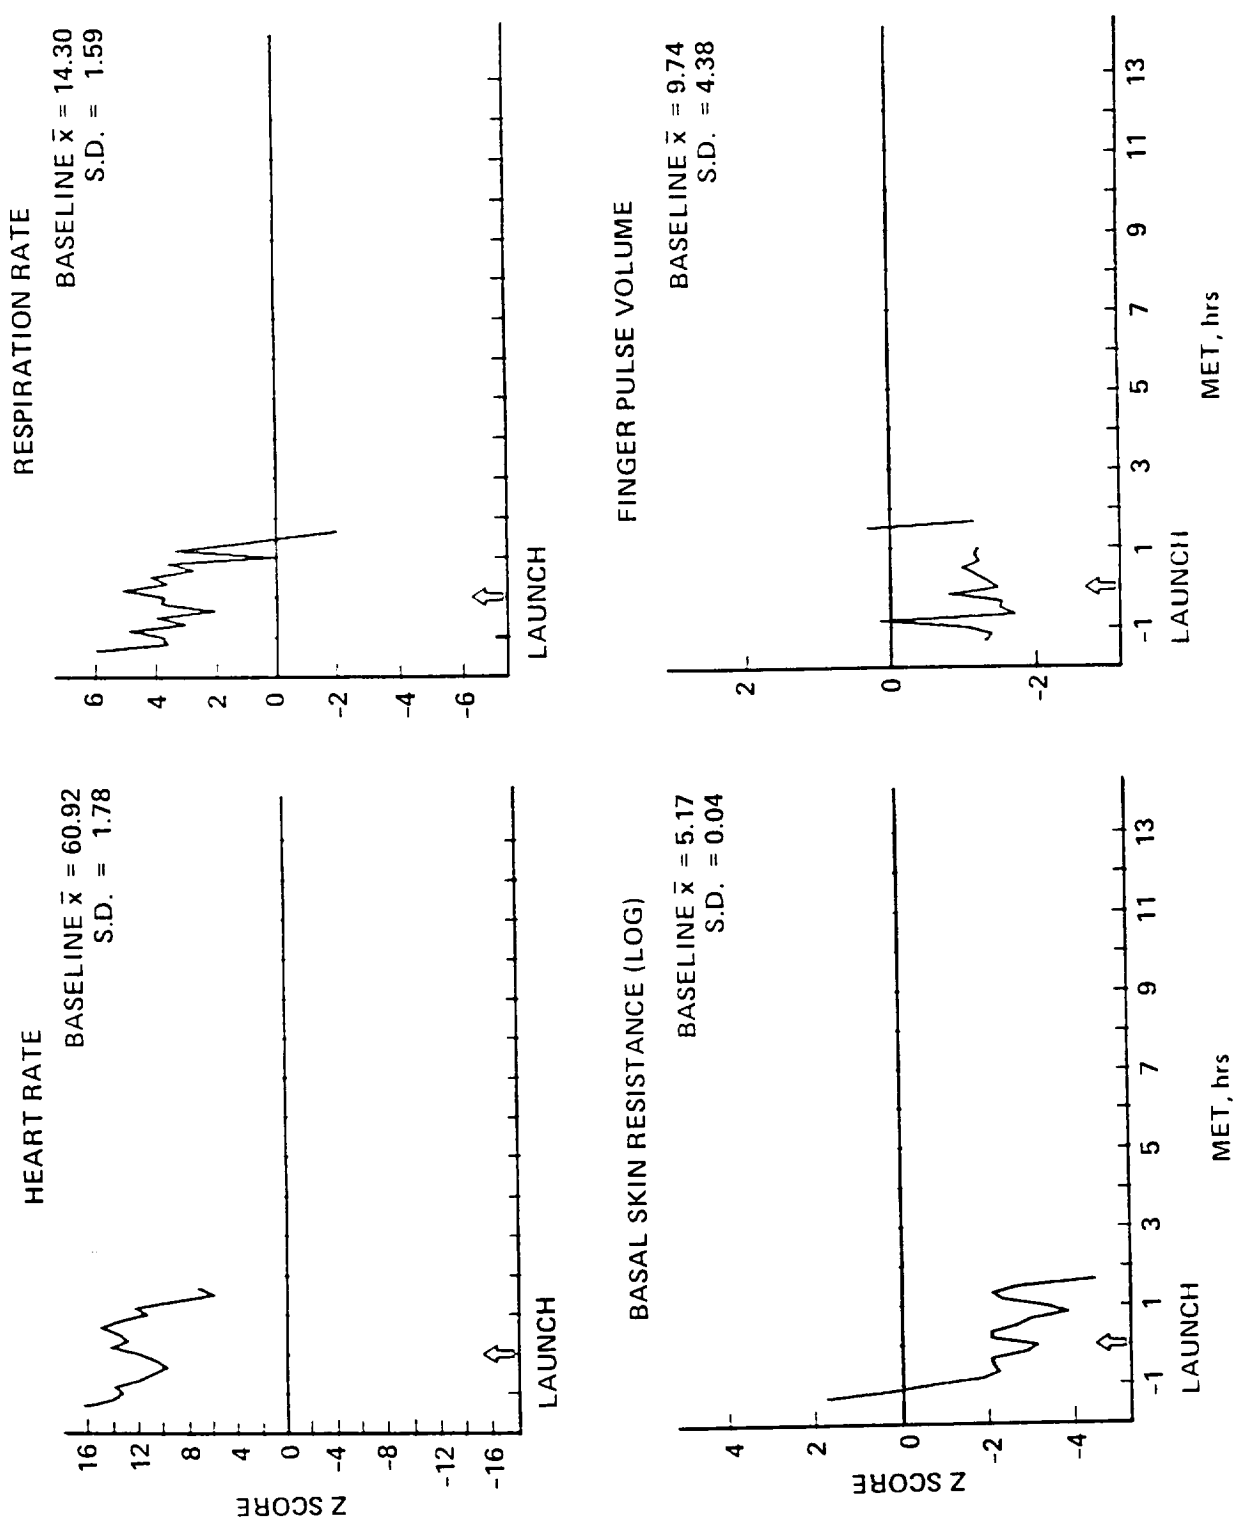 HEART RATE
BASELINE x̄ = 60.92
S.D. = 1.78
16
12
8
4
0
-4
-8
-12
-16
Z SCORE
LAUNCH
RESPIRATION RATE
BASELINE x̄ = 14.30
S.D. = 1.59
6
4
2
0
-2
-4
-6
LAUNCH
BASAL SKIN RESISTANCE (LOG)
BASELINE x̄ = 5.17
S.D. = 0.04
4
2
0
-2
-4
Z SCORE
-1 1 3 5 7 9 11 13
LAUNCH
MET, hrs
FINGER PULSE VOLUME
BASELINE x̄ = 9.74
S.D. = 4.38
2
0
-2
-1 1 3 5 7 9 11 13
LAUNCH
MET, hrs